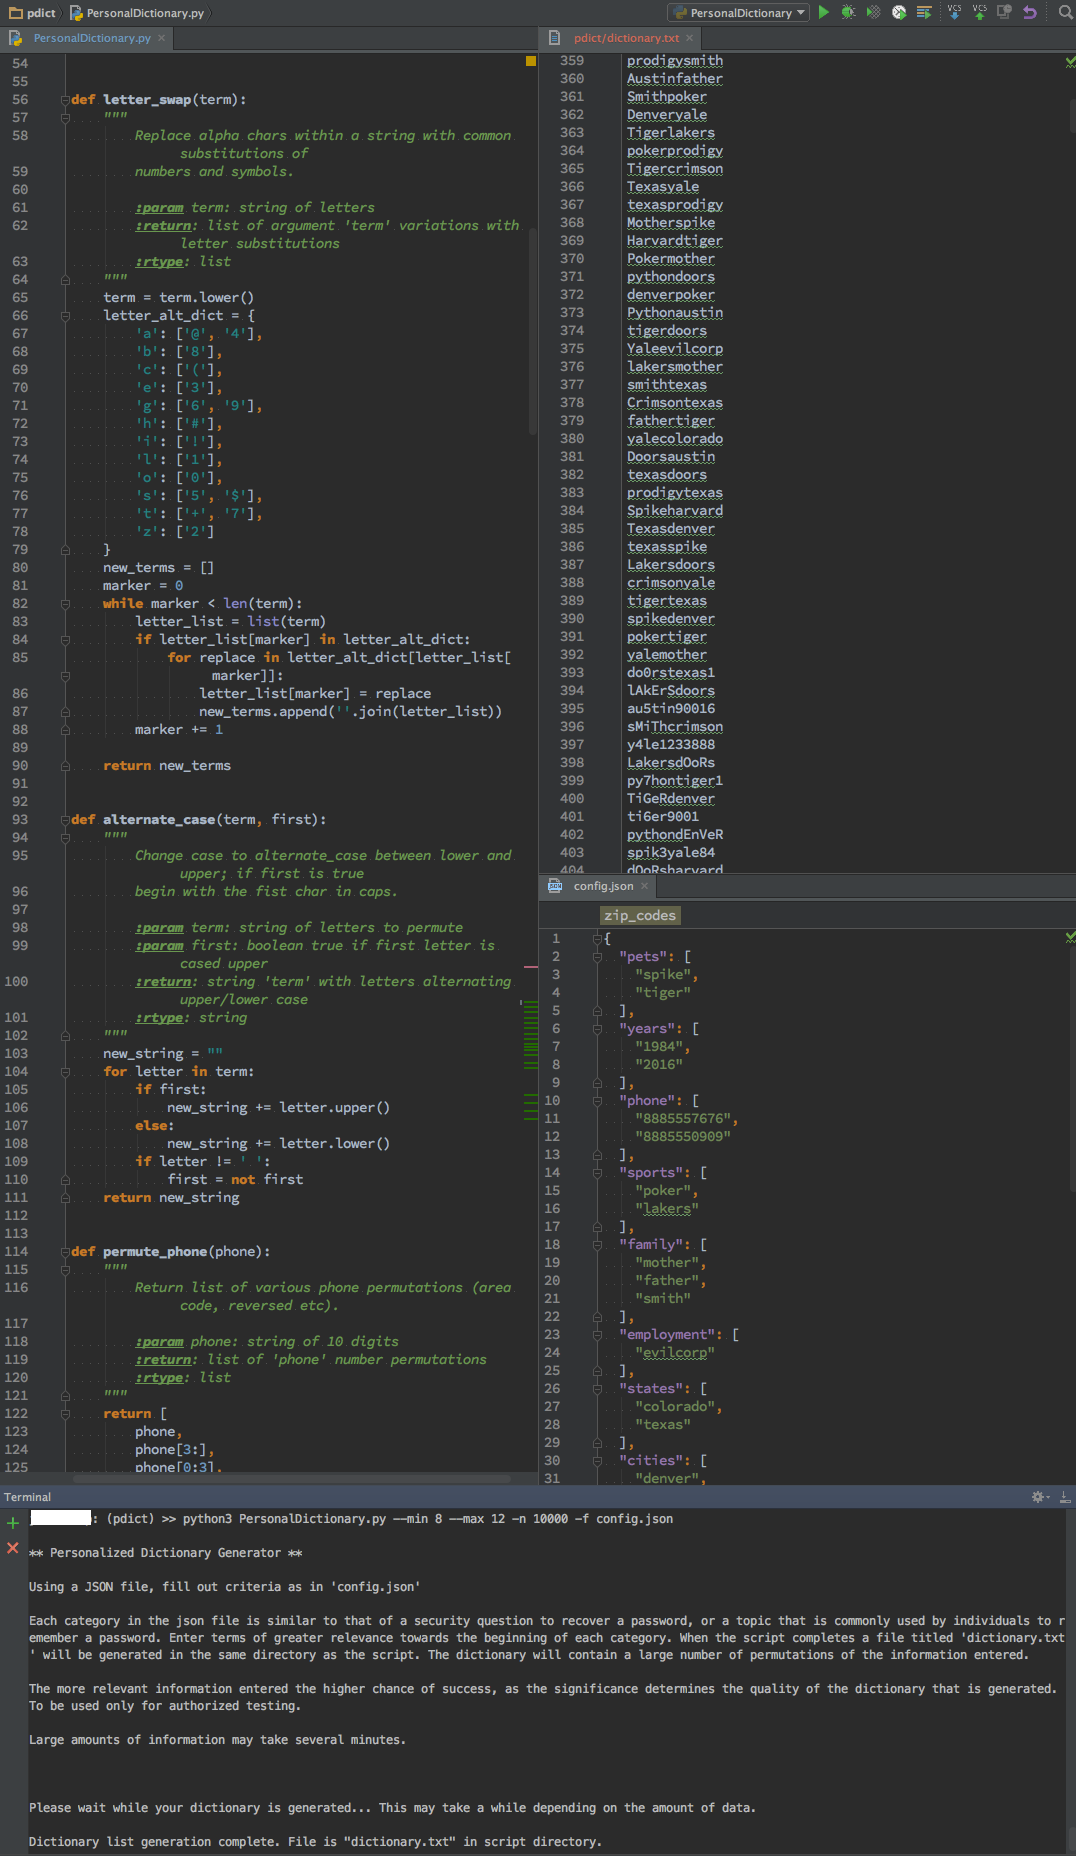 pdict PersonalDictionary.py PersonalDictionary VCS VCS
PersonalDictionary.py
54
55
56 def letter_swap(term):
57 """
58 Replace alpha chars within a string with common
substitutions of
59 numbers and symbols.
60
61 :param term: string of letters
62 :return: list of argument 'term' variations with
letter substitutions
63 :rtype: list
64 """
65 term = term.lower()
66 letter_alt_dict = {
67 'a': ['@', '4'],
68 'b': ['8'],
69 'c': ['('],
70 'e': ['3'],
71 'g': ['6', '9'],
72 'h': ['#'],
73 'i': ['!'],
74 'l': ['1'],
75 'o': ['0'],
76 's': ['5', '$'],
77 't': ['+', '7'],
78 'z': ['2']
79 }
80 new_terms = []
81 marker = 0
82 while marker < len(term):
83 letter_list = list(term)
84 if letter_list[marker] in letter_alt_dict:
85 for replace in letter_alt_dict[letter_list[
marker]]:
86 letter_list[marker] = replace
87 new_terms.append(''.join(letter_list))
88 marker += 1
89
90 return new_terms
91
92
93 def alternate_case(term, first):
94 """
95 Change case to alternate_case between lower and
upper; if first is true
96 begin with the fist char in caps.
97
98 :param term: string of letters to permute
99 :param first: boolean true if first letter is
cased upper
100 :return: string 'term' with letters alternating
upper/lower case
101 :rtype: string
102 """
103 new_string = ""
104 for letter in term:
105 if first:
106 new_string += letter.upper()
107 else:
108 new_string += letter.lower()
109 if letter != ' ':
110 first = not first
111 return new_string
112
113
114 def permute_phone(phone):
115 """
116 Return list of various phone permutations (area
code, reversed etc).
117
118 :param phone: string of 10 digits
119 :return: list of 'phone' number permutations
120 :rtype: list
121 """
122 return [
123 phone,
124 phone[3:],
125 phone[0:3],
pdict/dictionary.txt
359 prodigysmith
360 Austinfather
361 Smithpoker
362 Denveryale
363 Tigerlakers
364 pokerprodigy
365 Tigercrimson
366 Texasyale
367 texasprodigy
368 Motherspike
369 Harvardtiger
370 Pokermother
371 pythondoors
372 denverpoker
373 Pythonaustin
374 tigerdoors
375 Yaleevilcorp
376 lakersmother
377 smithtexas
378 Crimsontexas
379 fathertiger
380 yalecolorado
381 Doorsaustin
382 texasdoors
383 prodigytexas
384 Spikeharvard
385 Texasdenver
386 texasspike
387 Lakersdoors
388 crimsonyale
389 tigertexas
390 spikedenver
391 pokertiger
392 yalemother
393 do0rstexas1
394 lAkErSdoors
395 au5tin90016
396 sMiThcrimson
397 y4le1233888
398 LakersdOoRs
399 py7hontiger1
400 TiGeRdenver
401 ti6er9001
402 pythondEnVeR
403 spik3yale84
404 dOoRsharvard
config.json
zip_codes
1 {
2 "pets": [
3 "spike",
4 "tiger"
5 ],
6 "years": [
7 "1984",
8 "2016"
9 ],
10 "phone": [
11 "8885557676",
12 "8885550909"
13 ],
14 "sports": [
15 "poker",
16 "lakers"
17 ],
18 "family": [
19 "mother",
20 "father",
21 "smith"
22 ],
23 "employment": [
24 "evilcorp"
25 ],
26 "states": [
27 "colorado",
28 "texas"
29 ],
30 "cities": [
31 "denver",
Terminal
: (pdict) >> python3 PersonalDictionary.py --min 8 --max 12 -n 10000 -f config.json
** Personalized Dictionary Generator **
Using a JSON file, fill out criteria as in 'config.json'
Each category in the json file is similar to that of a security question to recover a password, or a topic that is commonly used by individuals to r
emember a password. Enter terms of greater relevance towards the beginning of each category. When the script completes a file titled 'dictionary.txt
' will be generated in the same directory as the script. The dictionary will contain a large number of permutations of the information entered.
The more relevant information entered the higher chance of success, as the significance determines the quality of the dictionary that is generated.
To be used only for authorized testing.
Large amounts of information may take several minutes.
Please wait while your dictionary is generated... This may take a while depending on the amount of data.
Dictionary list generation complete. File is "dictionary.txt" in script directory.